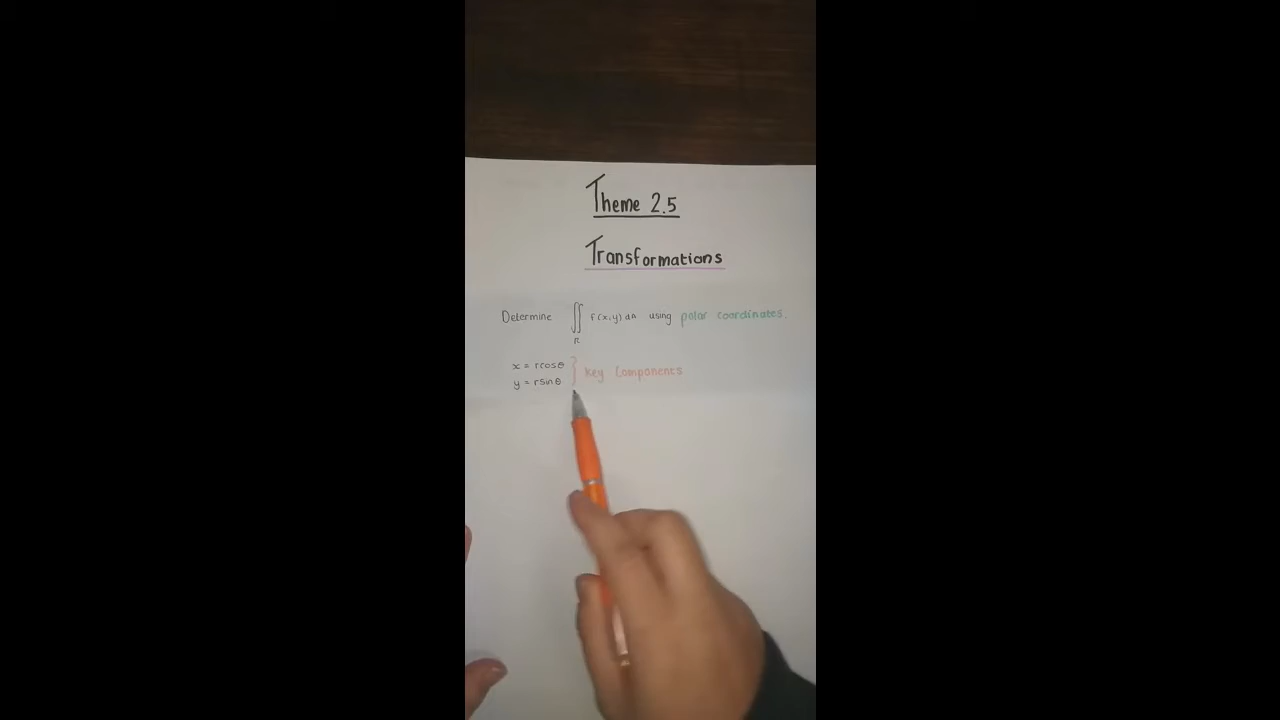 Theme 2.5
Transformations
Determine ∬ f(x,y) dA using polar coordinates.
R
x = rcosθ } key Components
y = rsinθ